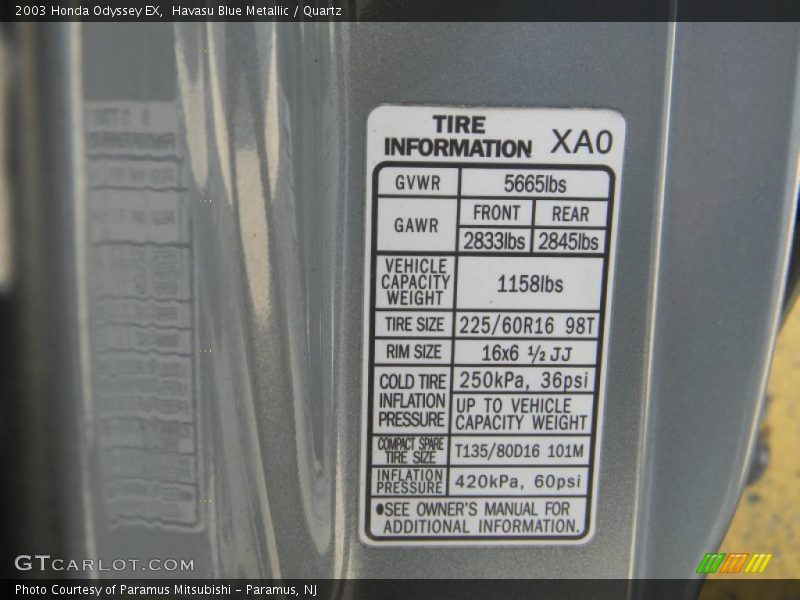 2003 Honda Odyssey EX,  Havasu Blue Metallic / Quartz
TIRE INFORMATION XA0
GVWR 5665lbs
GAWR FRONT REAR
2833lbs 2845lbs
VEHICLE CAPACITY WEIGHT 1158lbs
TIRE SIZE 225/60R16 98T
RIM SIZE 16x6 ½ JJ
COLD TIRE INFLATION PRESSURE 250kPa, 36psi
UP TO VEHICLE
CAPACITY WEIGHT
COMPACT SPARE TIRE SIZE T135/80D16 101M
INFLATION PRESSURE 420kPa, 60psi
●SEE OWNER'S MANUAL FOR
ADDITIONAL INFORMATION.
GTCARLOT.COM
Photo Courtesy of Paramus Mitsubishi - Paramus, NJ